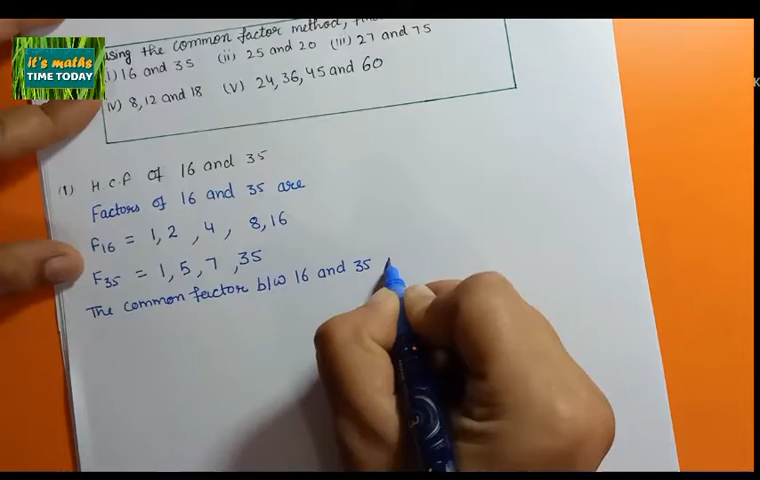 it's maths
TIME TODAY
using the common factor method,
(i) 16 and 35 (ii) 25 and 20 (iii) 27 and 75
(iv) 8,12 and 18 (v) 24, 36, 45 and 60
(1) H.C.F of 16 and 35
Factors of 16 and 35 are
F16 = 1, 2 , 4 , 8, 16
F35 = 1, 5, 7 , 35
The common factor b/w 16 and 35